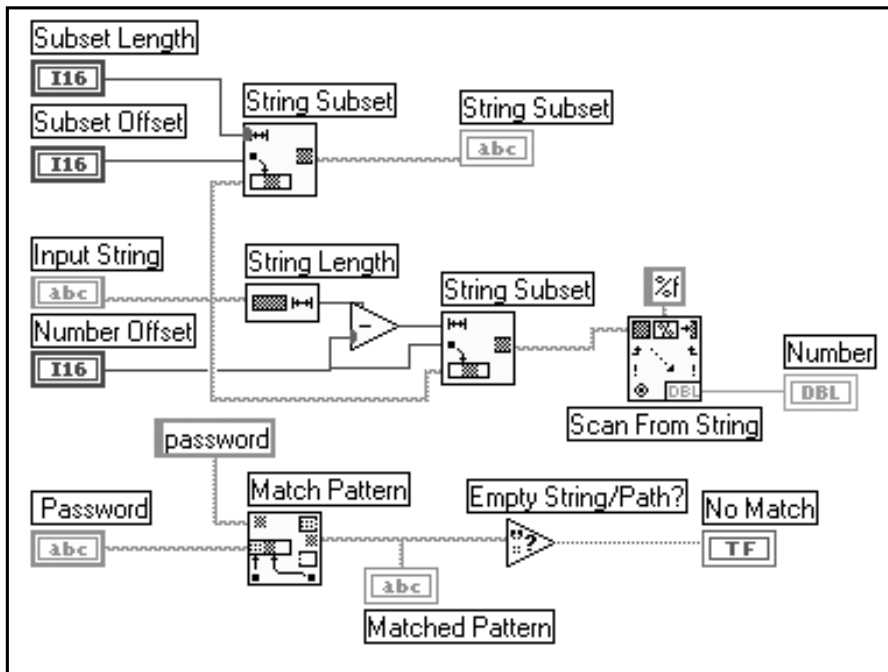 Subset Length
I16
String Subset
String Subset
abc
Subset Offset
I16
Input String
abc
String Length
String Subset
%f
Number Offset
I16
Number
DBL
DBL
Scan From String
password
Password
abc
Match Pattern
Empty String/Path?
No Match
TF
abc
Matched Pattern